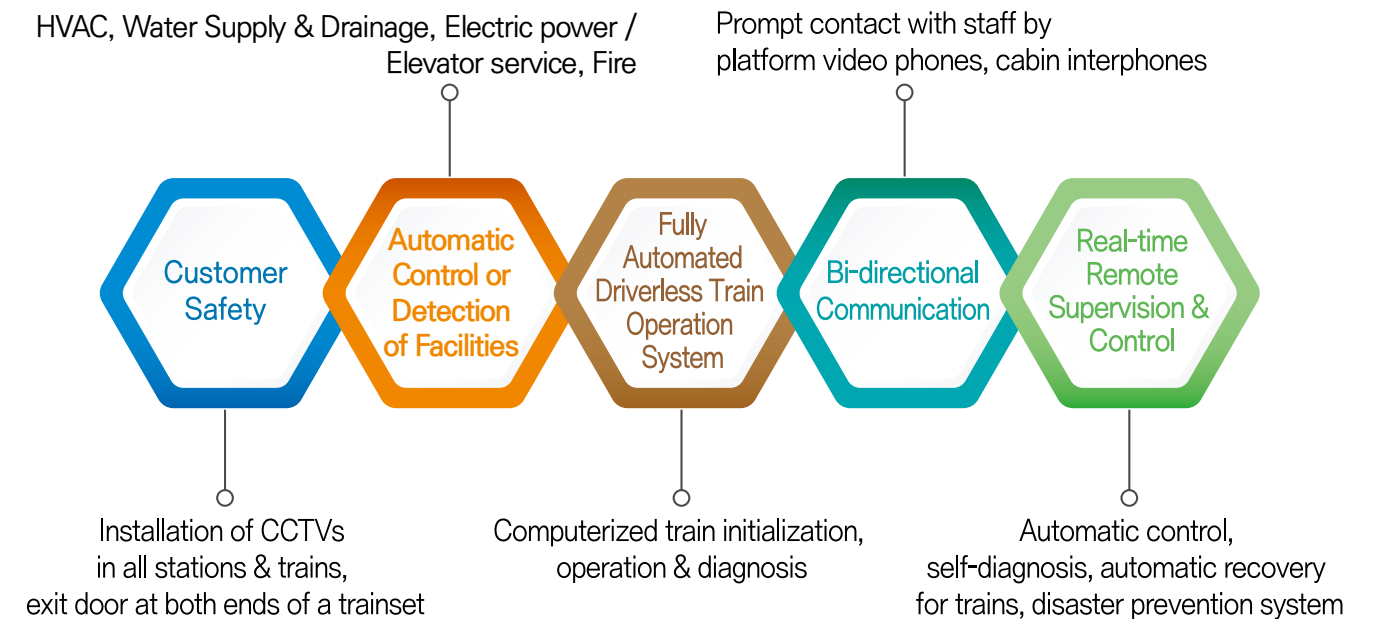 HVAC, Water Supply & Drainage, Electric power /
Elevator service, Fire
Prompt contact with staff by
platform video phones, cabin interphones
Customer
Safety
Automatic
Control or
Detection
of Facilities
Fully
Automated
Driverless Train
Operation
System
Bi-directional
Communication
Real-time
Remote
Supervision &
Control
Installation of CCTVs
in all stations & trains,
exit door at both ends of a trainset
Computerized train initialization,
operation & diagnosis
Automatic control,
self-diagnosis, automatic recovery
for trains, disaster prevention system